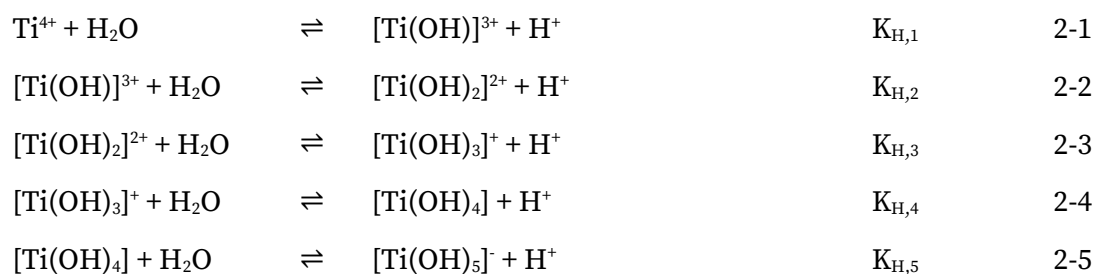 Ti⁴⁺ + H₂O ⇌ [Ti(OH)]³⁺ + H⁺ K_H,1 2-1
[Ti(OH)]³⁺ + H₂O ⇌ [Ti(OH)₂]²⁺ + H⁺ K_H,2 2-2
[Ti(OH)₂]²⁺ + H₂O ⇌ [Ti(OH)₃]⁺ + H⁺ K_H,3 2-3
[Ti(OH)₃]⁺ + H₂O ⇌ [Ti(OH)₄] + H⁺ K_H,4 2-4
[Ti(OH)₄] + H₂O ⇌ [Ti(OH)₅]⁻ + H⁺ K_H,5 2-5